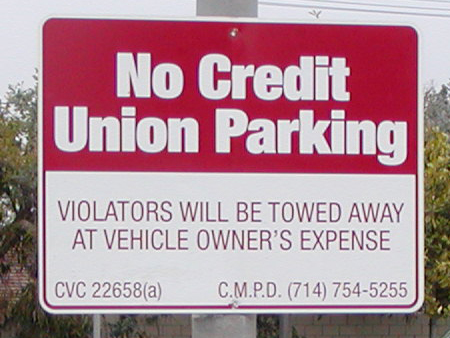 No Credit
Union Parking
VIOLATORS WILL BE TOWED AWAY
AT VEHICLE OWNER'S EXPENSE
CVC 22658(a) C.M.P.D. (714) 754-5255